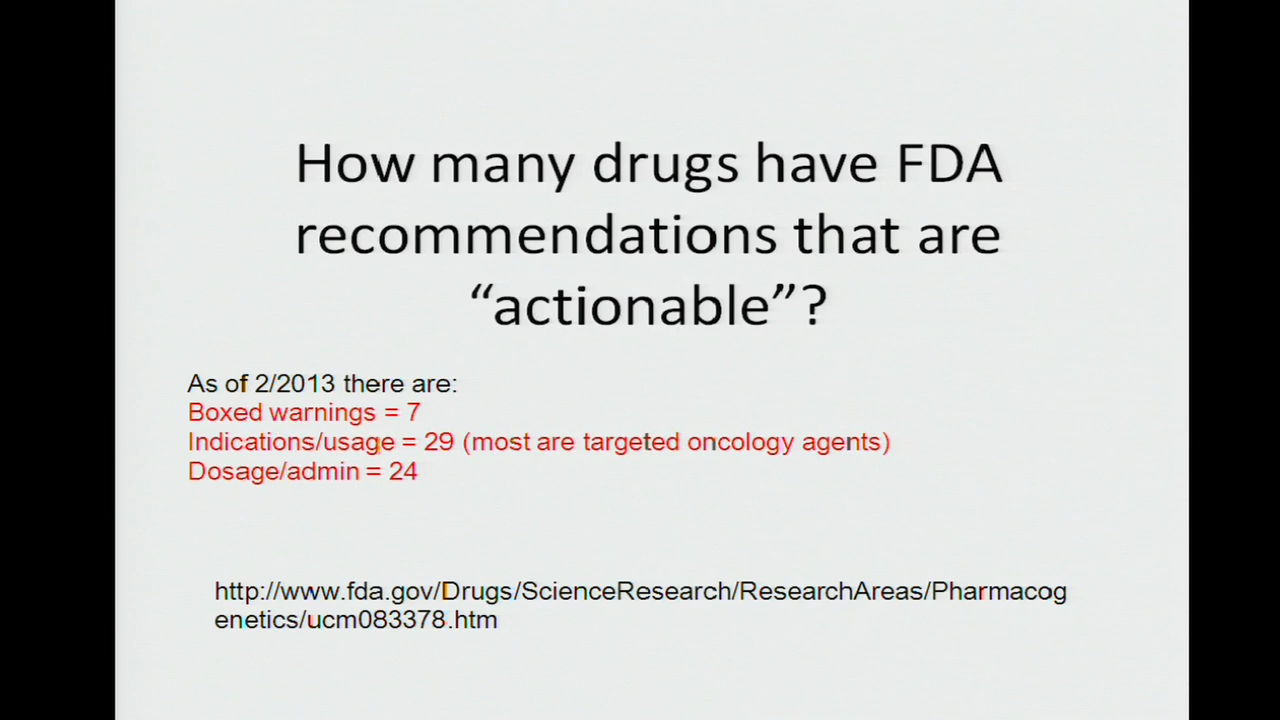 How many drugs have FDA
recommendations that are
“actionable”?
As of 2/2013 there are:
Boxed warnings = 7
Indications/usage = 29 (most are targeted oncology agents)
Dosage/admin = 24
http://www.fda.gov/Drugs/ScienceResearch/ResearchAreas/Pharmacog
enetics/ucm083378.htm